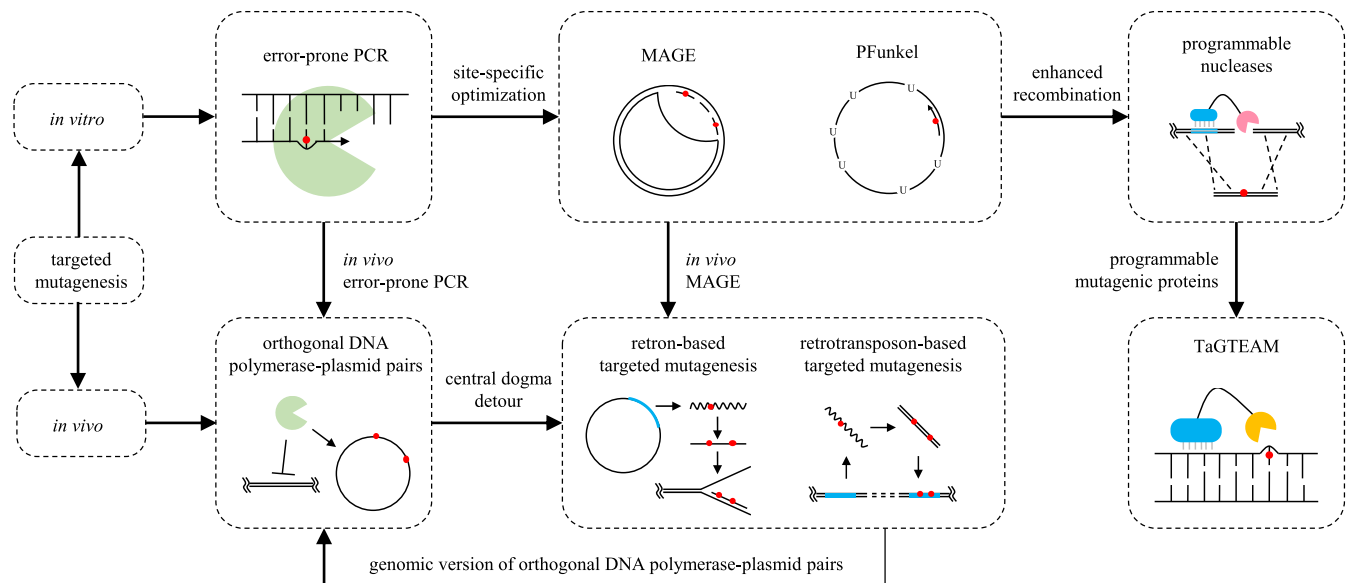 error-prone PCR
MAGE
PFunkel
programmable
nucleases
site-specific
optimization
enhanced
recombination
in vitro
U
U
U
U
U
U
targeted
mutagenesis
in vivo
error-prone PCR
in vivo
MAGE
programmable
mutagenic proteins
orthogonal DNA
polymerase-plasmid pairs
retron-based
targeted mutagenesis
retrotransposon-based
targeted mutagenesis
TaGTEAM
central dogma
detour
in vivo
genomic version of orthogonal DNA polymerase-plasmid pairs